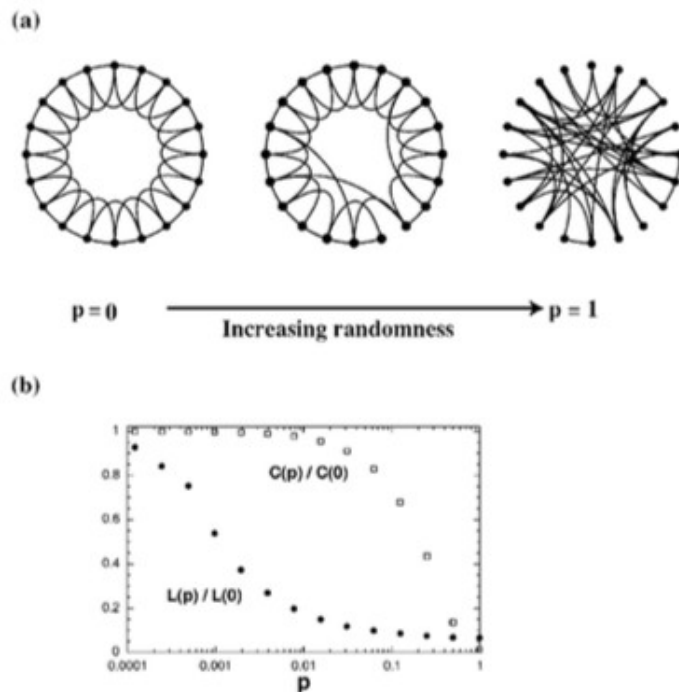 (a)
p = 0
p = 1
Increasing randomness
(b)
1
0.8
0.6
0.4
0.2
0
C(p) / C(0)
L(p) / L(0)
0.0001
0.001
0.01
0.1
1
p